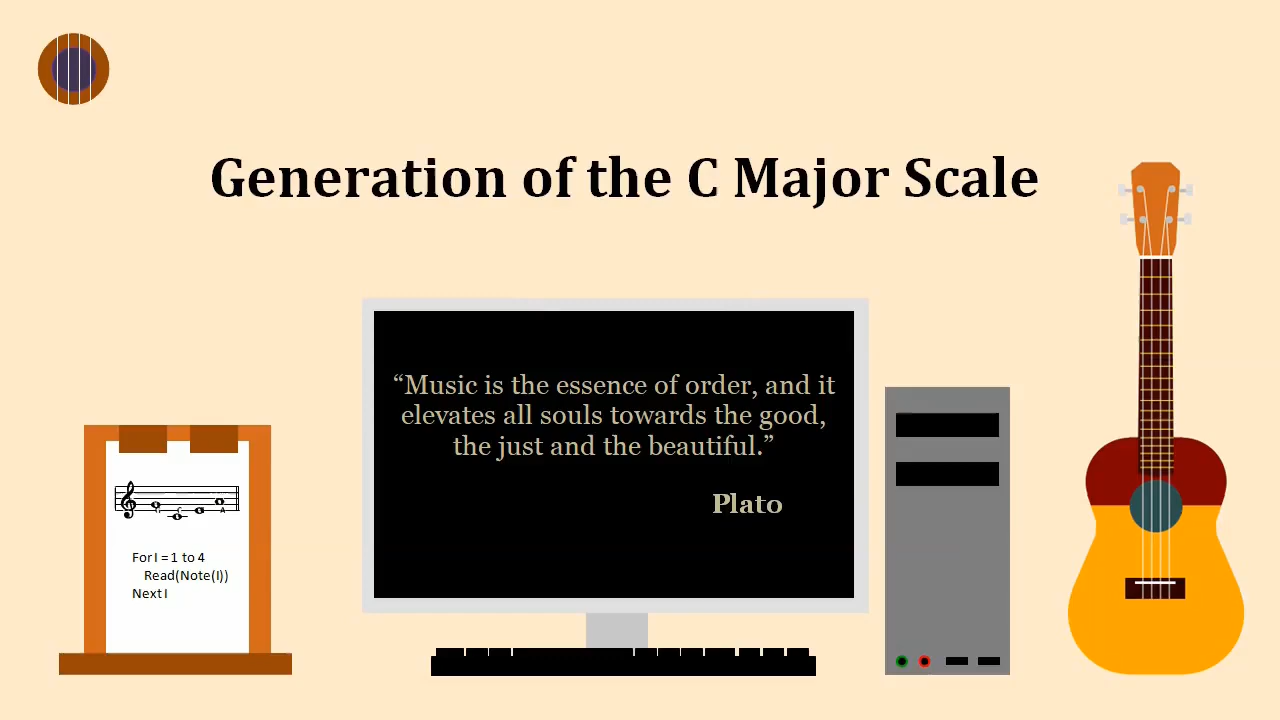 Generation of the C Major Scale
“Music is the essence of order, and it
elevates all souls towards the good,
the just and the beautiful.”
Plato
For I = 1 to 4
Read(Note(I))
Next I